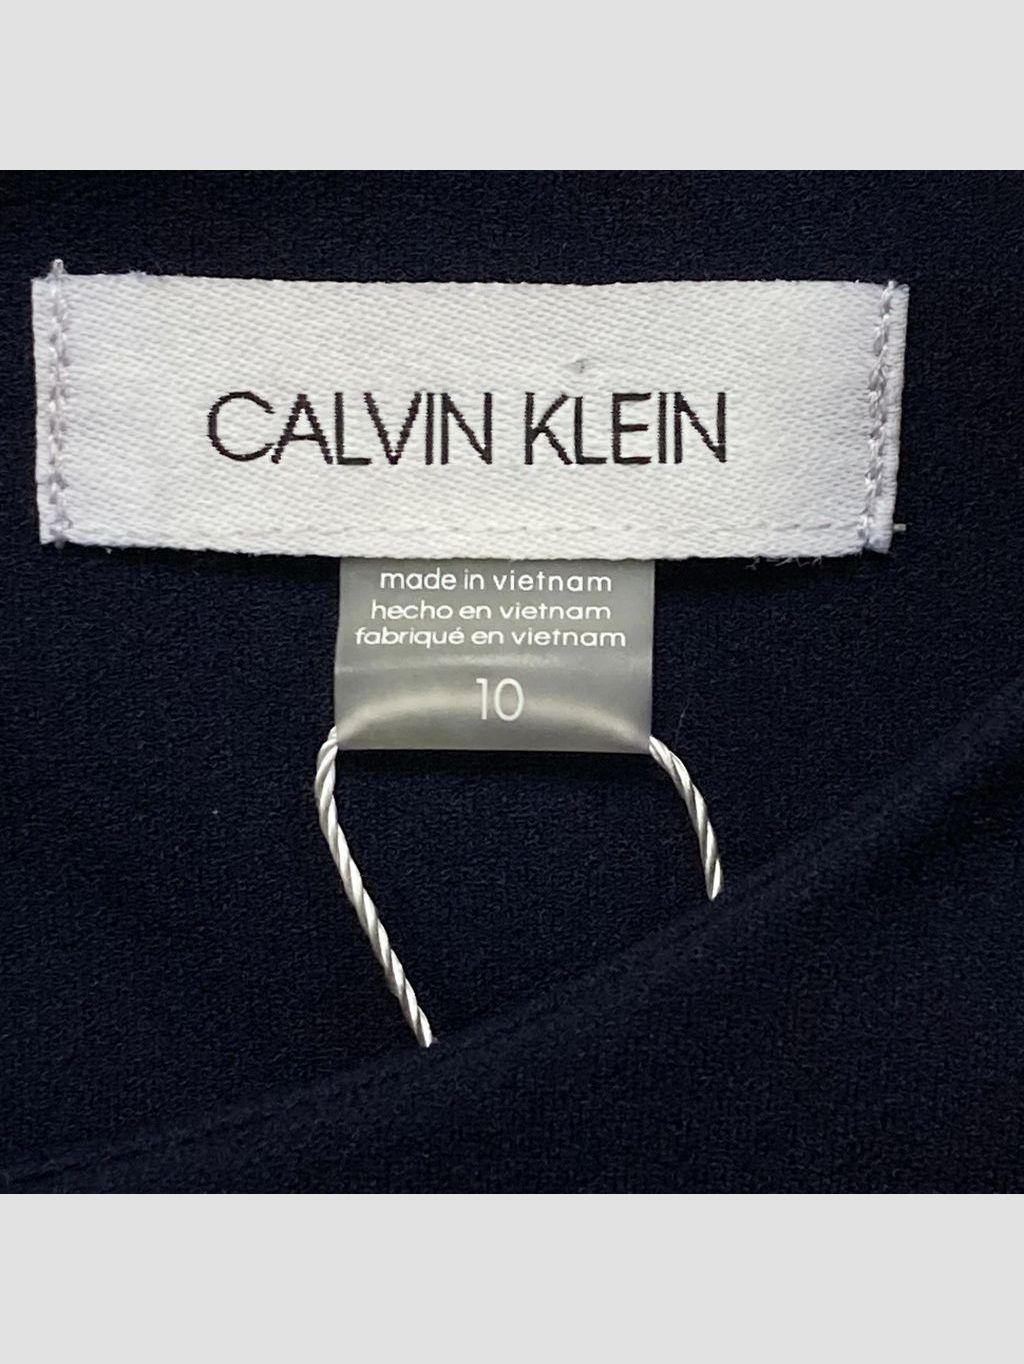 CALVIN KLEIN
made in vietnam
hecho en vietnam
fabriqué en vietnam
10